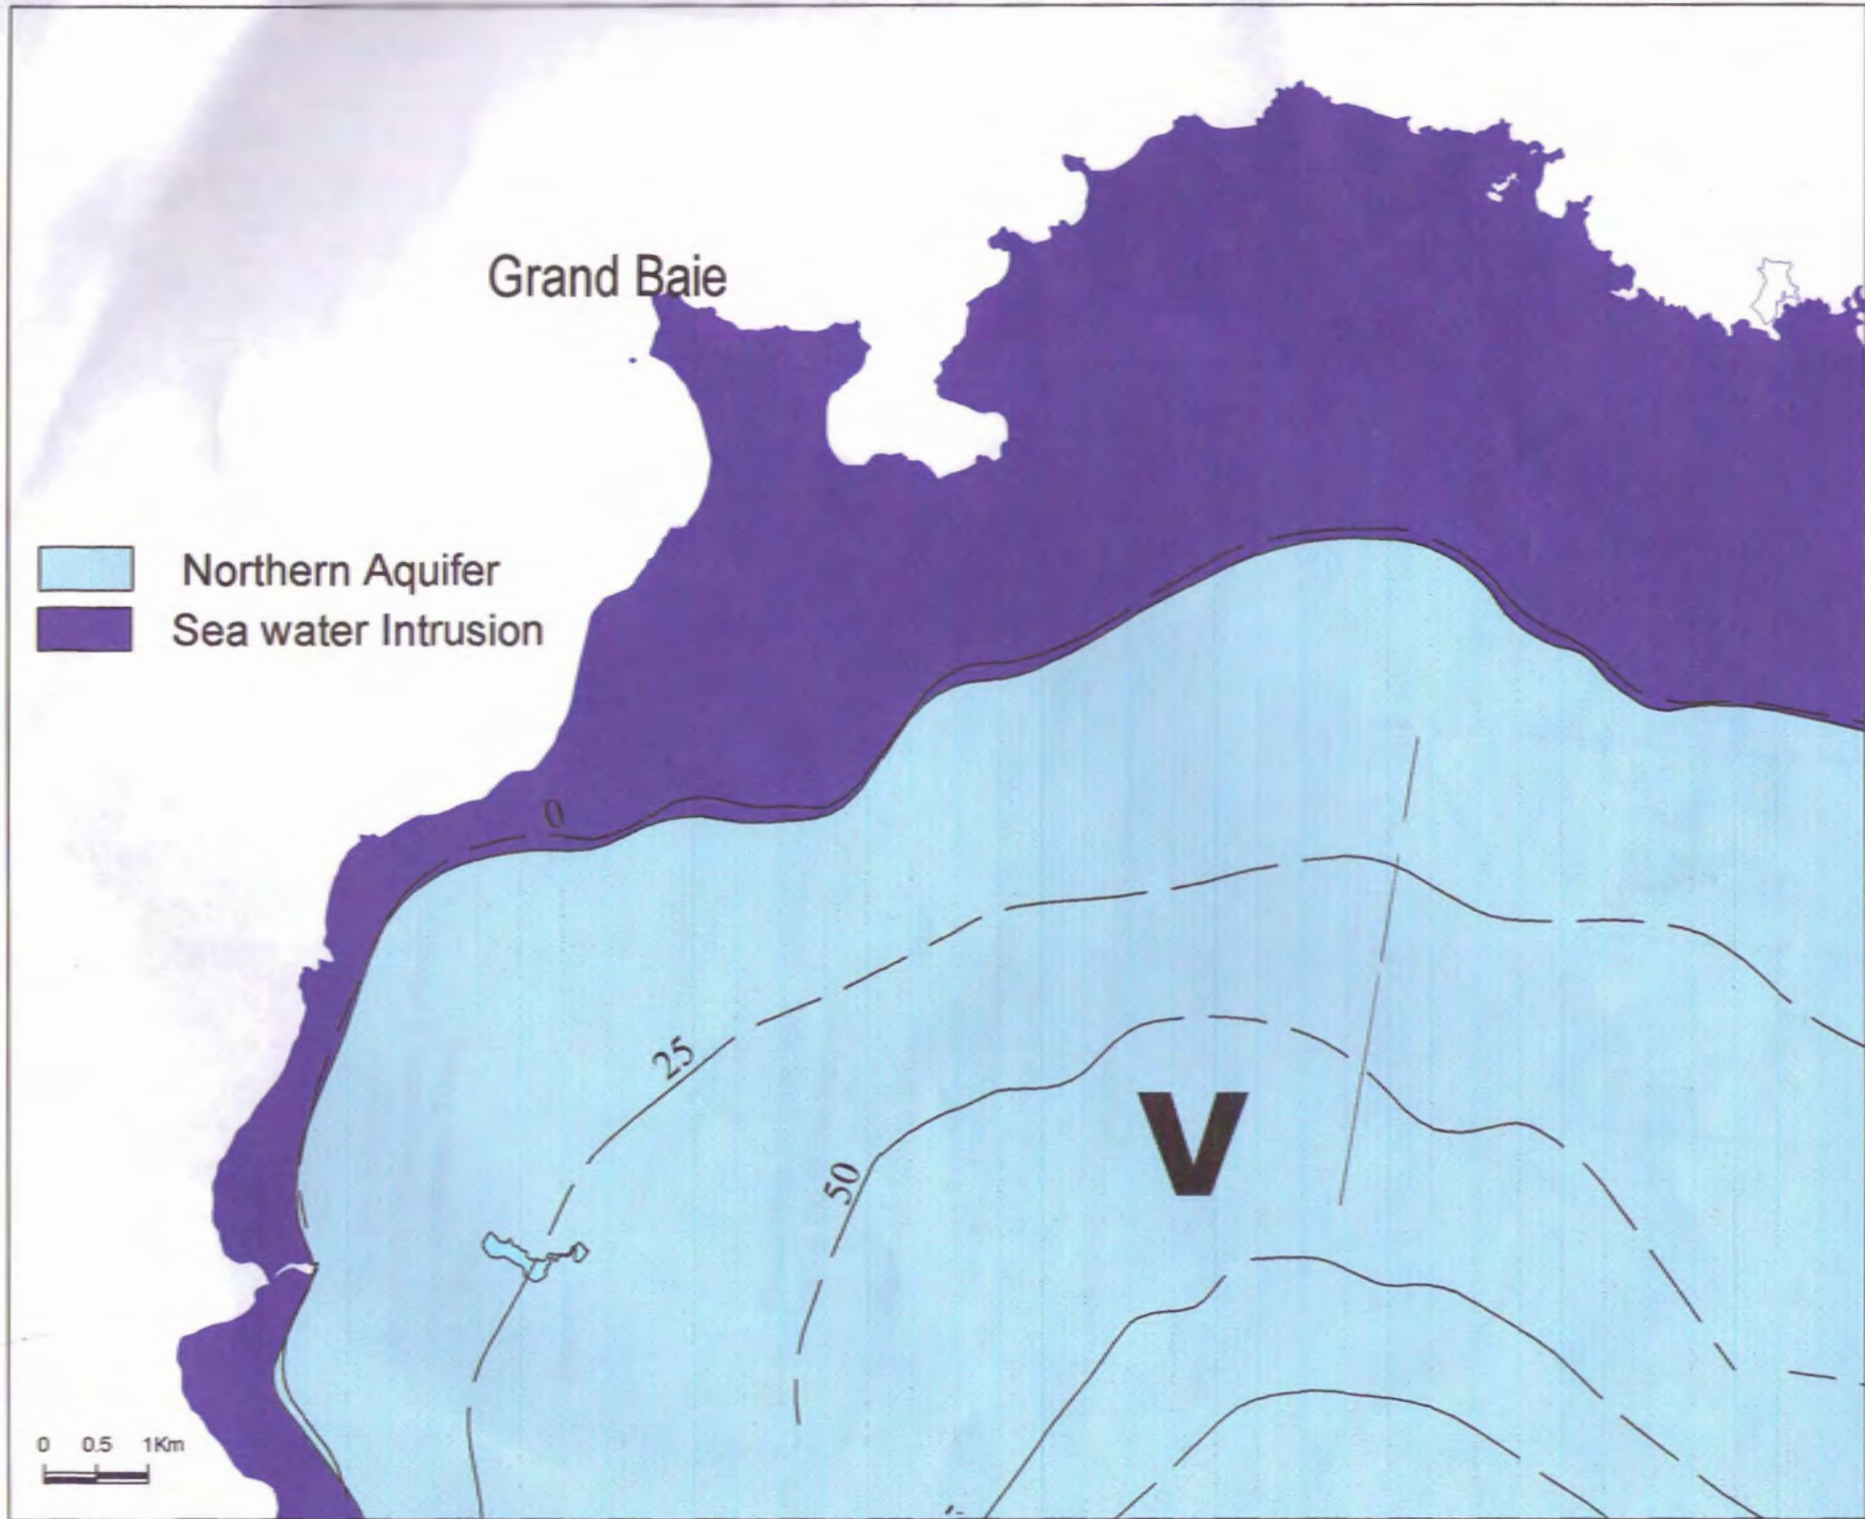 Grand Baie
Northern Aquifer
Sea water Intrusion
0
25
50
V
0 0.5 1Km